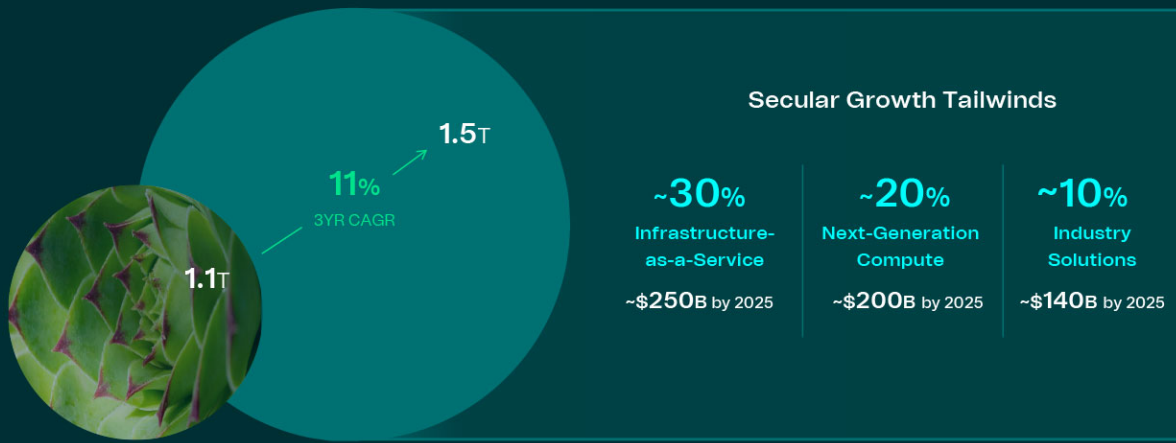 1.1T
11%
3YR CAGR
1.5T
Secular Growth Tailwinds
~30%
Infrastructure-
as-a-Service
~$250B by 2025
~20%
Next-Generation
Compute
~$200B by 2025
~10%
Industry
Solutions
~$140B by 2025